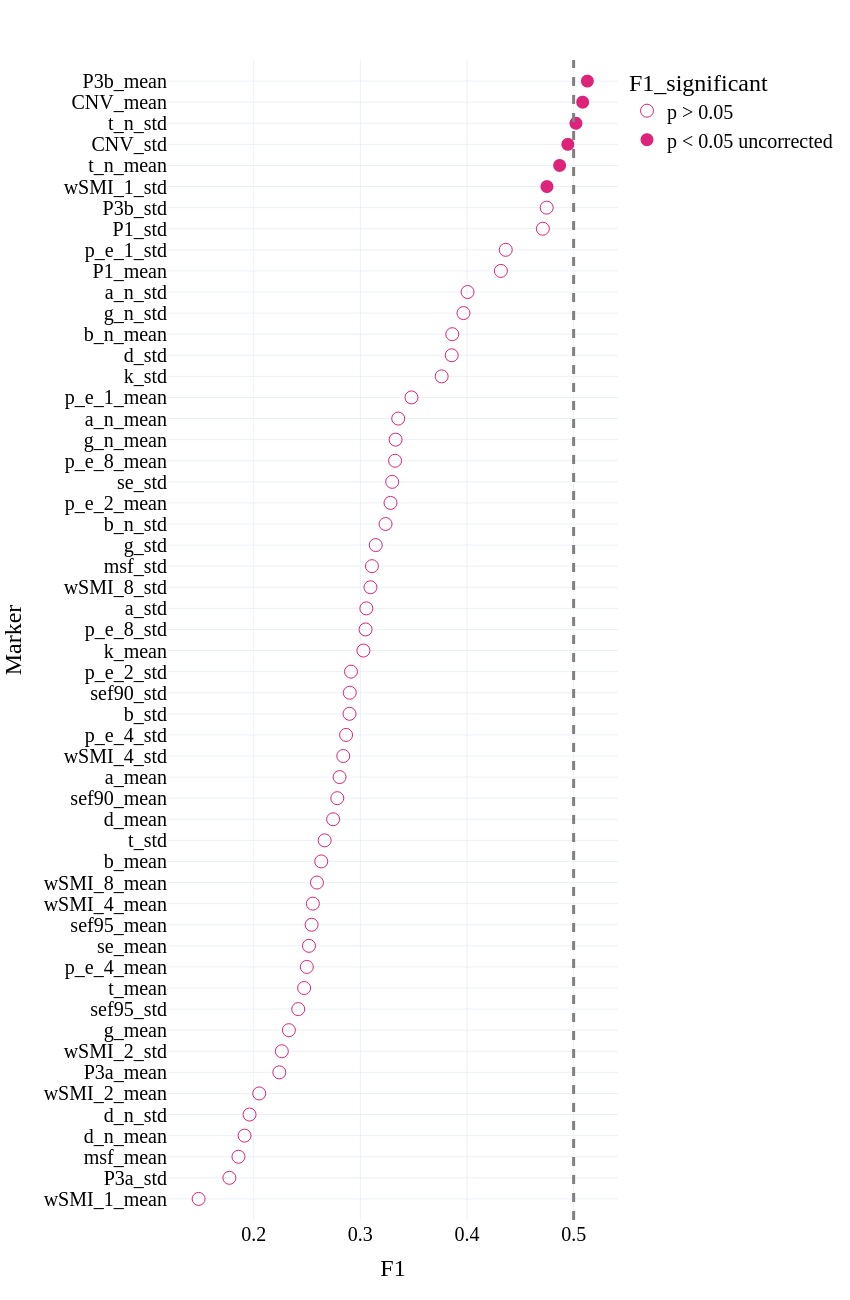 F1_significant
p > 0.05
p < 0.05 uncorrected
Marker
P3b_mean
CNV_mean
t_n_std
CNV_std
t_n_mean
wSMI_1_std
P3b_std
P1_std
p_e_1_std
P1_mean
a_n_std
g_n_std
b_n_mean
d_std
k_std
p_e_1_mean
a_n_mean
g_n_mean
p_e_8_mean
se_std
p_e_2_mean
b_n_std
g_std
msf_std
wSMI_8_std
a_std
p_e_8_std
k_mean
p_e_2_std
sef90_std
b_std
p_e_4_std
wSMI_4_std
a_mean
sef90_mean
d_mean
t_std
b_mean
wSMI_8_mean
wSMI_4_mean
sef95_mean
se_mean
p_e_4_mean
t_mean
sef95_std
g_mean
wSMI_2_std
P3a_mean
wSMI_2_mean
d_n_std
d_n_mean
msf_mean
P3a_std
wSMI_1_mean
0.2 0.3 0.4 0.5
F1